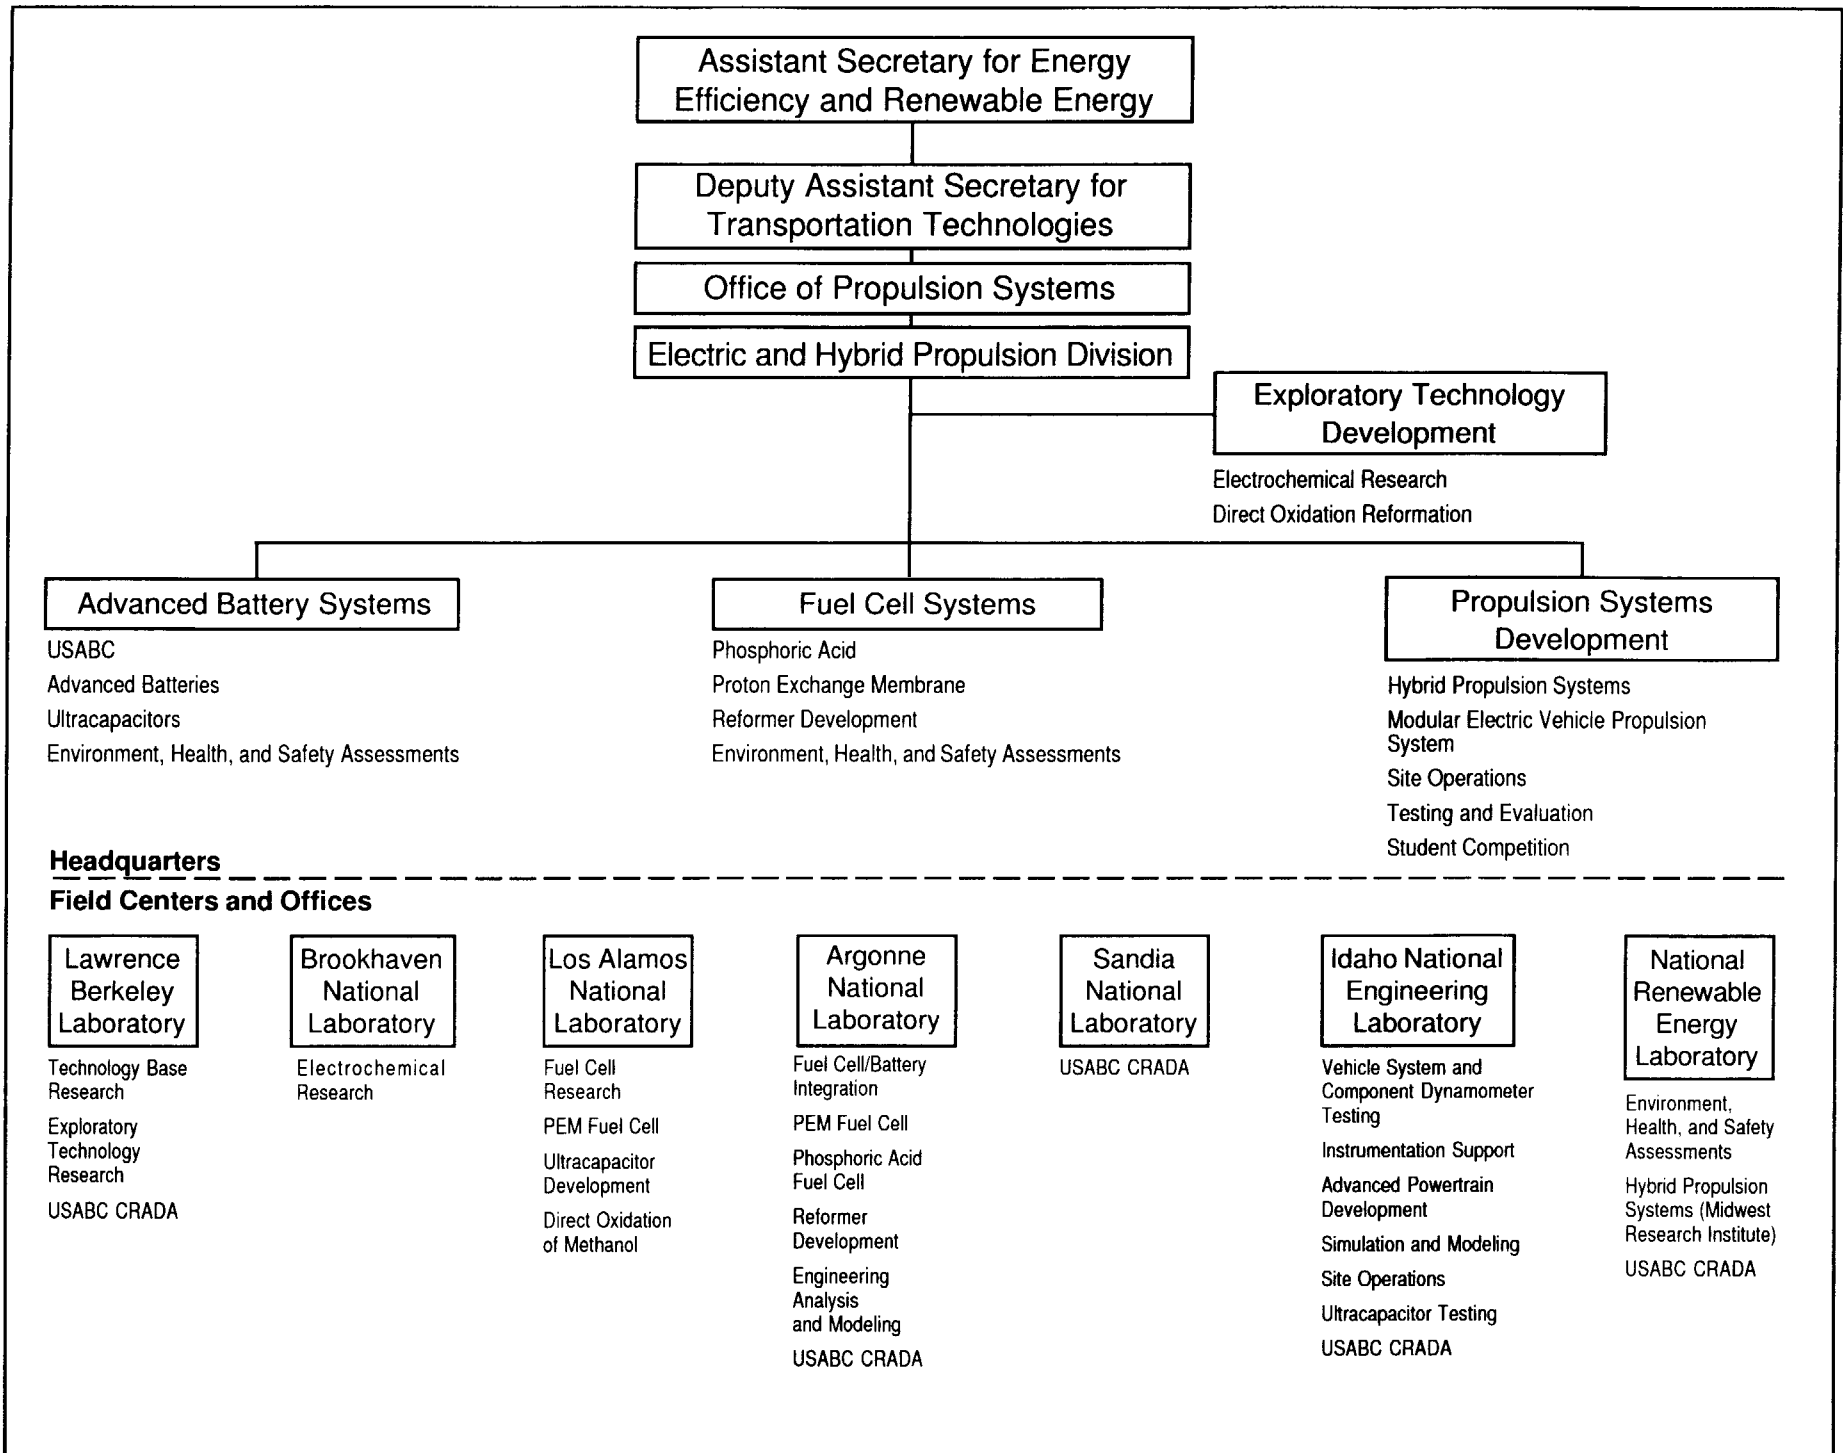 Assistant Secretary for Energy
Efficiency and Renewable Energy
Deputy Assistant Secretary for
Transportation Technologies
Office of Propulsion Systems
Electric and Hybrid Propulsion Division
Exploratory Technology
Development
Electrochemical Research
Direct Oxidation Reformation
Advanced Battery Systems
USABC
Advanced Batteries
Ultracapacitors
Environment, Health, and Safety Assessments
Fuel Cell Systems
Phosphoric Acid
Proton Exchange Membrane
Reformer Development
Environment, Health, and Safety Assessments
Propulsion Systems
Development
Hybrid Propulsion Systems
Modular Electric Vehicle Propulsion
System
Site Operations
Testing and Evaluation
Student Competition
Headquarters
Field Centers and Offices
Lawrence
Berkeley
Laboratory
Technology Base
Research
Exploratory
Technology
Research
USABC CRADA
Brookhaven
National
Laboratory
Electrochemical
Research
Los Alamos
National
Laboratory
Fuel Cell
Research
PEM Fuel Cell
Ultracapacitor
Development
Direct Oxidation
of Methanol
Argonne
National
Laboratory
Fuel Cell/Battery
Integration
PEM Fuel Cell
Phosphoric Acid
Fuel Cell
Reformer
Development
Engineering
Analysis
and Modeling
USABC CRADA
Sandia
National
Laboratory
USABC CRADA
Idaho National
Engineering
Laboratory
Vehicle System and
Component Dynamometer
Testing
Instrumentation Support
Advanced Powertrain
Development
Simulation and Modeling
Site Operations
Ultracapacitor Testing
USABC CRADA
National
Renewable
Energy
Laboratory
Environment,
Health, and Safety
Assessments
Hybrid Propulsion
Systems (Midwest
Research Institute)
USABC CRADA